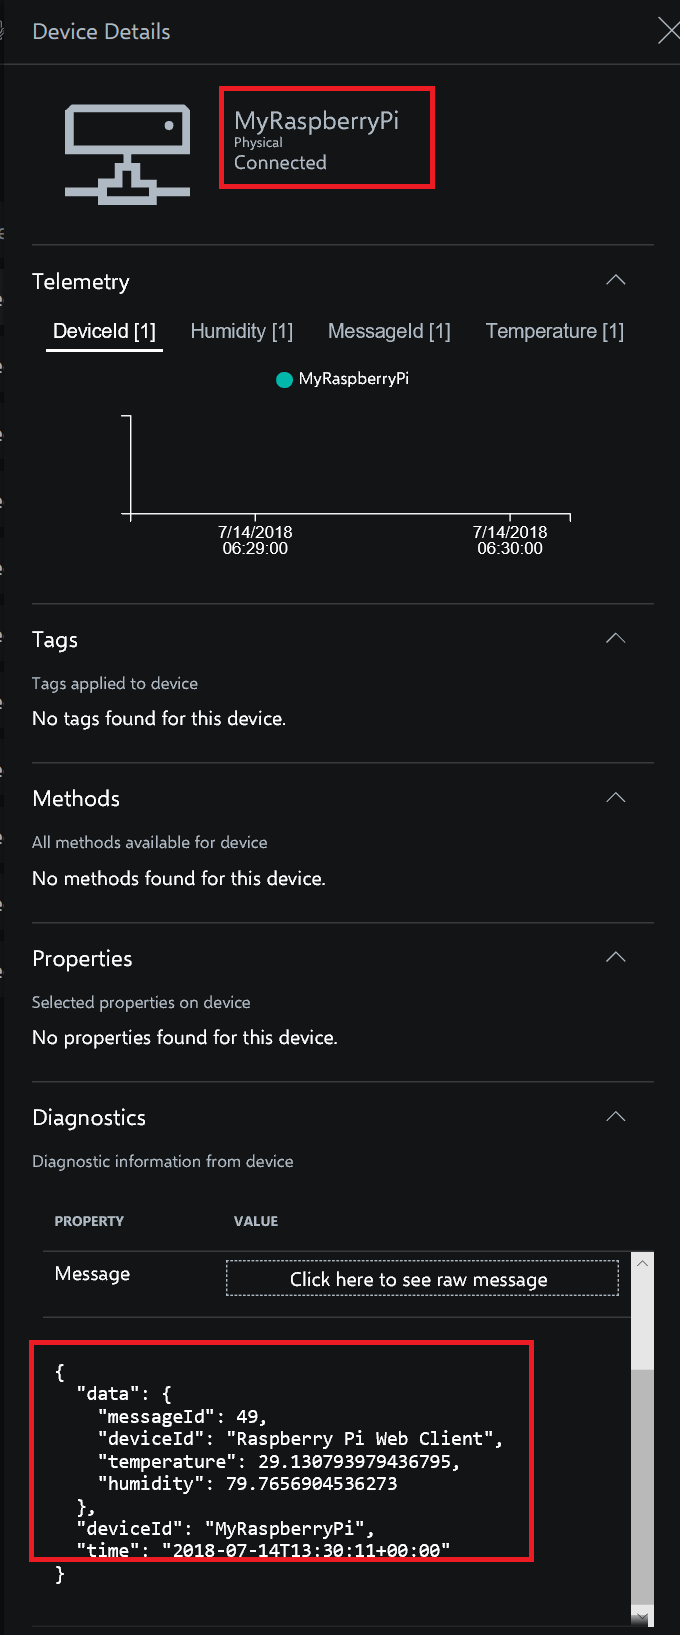 Device Details
MyRaspberryPi
Physical
Connected
Telemetry
DeviceId [1] Humidity [1] MessageId [1] Temperature [1]
MyRaspberryPi
7/14/2018 7/14/2018
06:29:00 06:30:00
Tags
Tags applied to device
No tags found for this device.
Methods
All methods available for device
No methods found for this device.
Properties
Selected properties on device
No properties found for this device.
Diagnostics
Diagnostic information from device
PROPERTY VALUE
Message Click here to see raw message
{
"data": {
"messageId": 49,
"deviceId": "Raspberry Pi Web Client",
"temperature": 29.130793979436795,
"humidity": 79.7656904536273
},
"deviceId": "MyRaspberryPi",
"time": "2018-07-14T13:30:11+00:00"
}